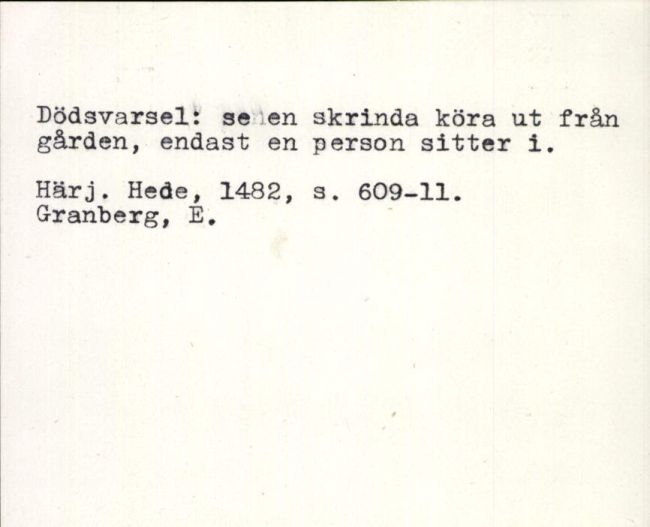 Dödsvarsel: se en skrinda köra ut från
gården, endast en person sitter i.
Härj. Hede, 1482, s. 609-11.
Granberg, E.